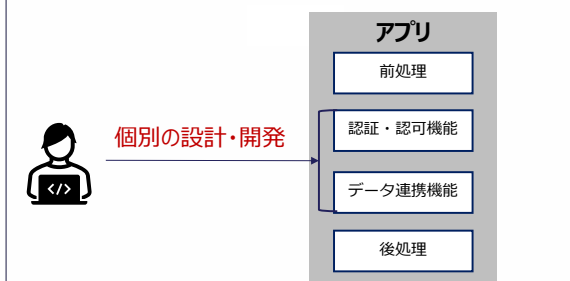 アプリ
前処理
個別の設計・開発
認証・認可機能
</>
データ連携機能
後処理